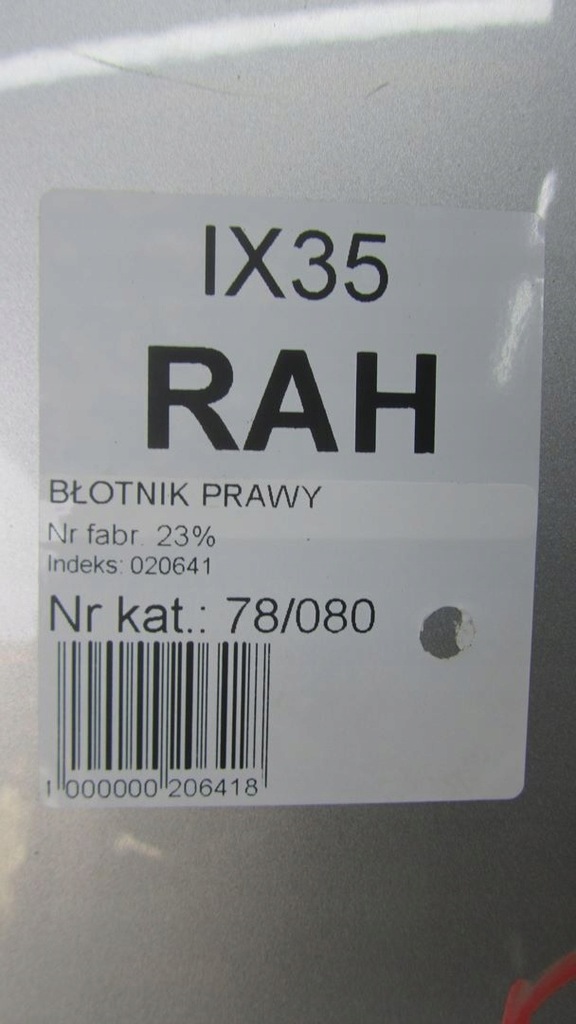 IX35
RAH
BŁOTNIK PRAWY
Nr fabr. 23%
Indeks: 020641
Nr kat.: 78/080
1 000000 206418